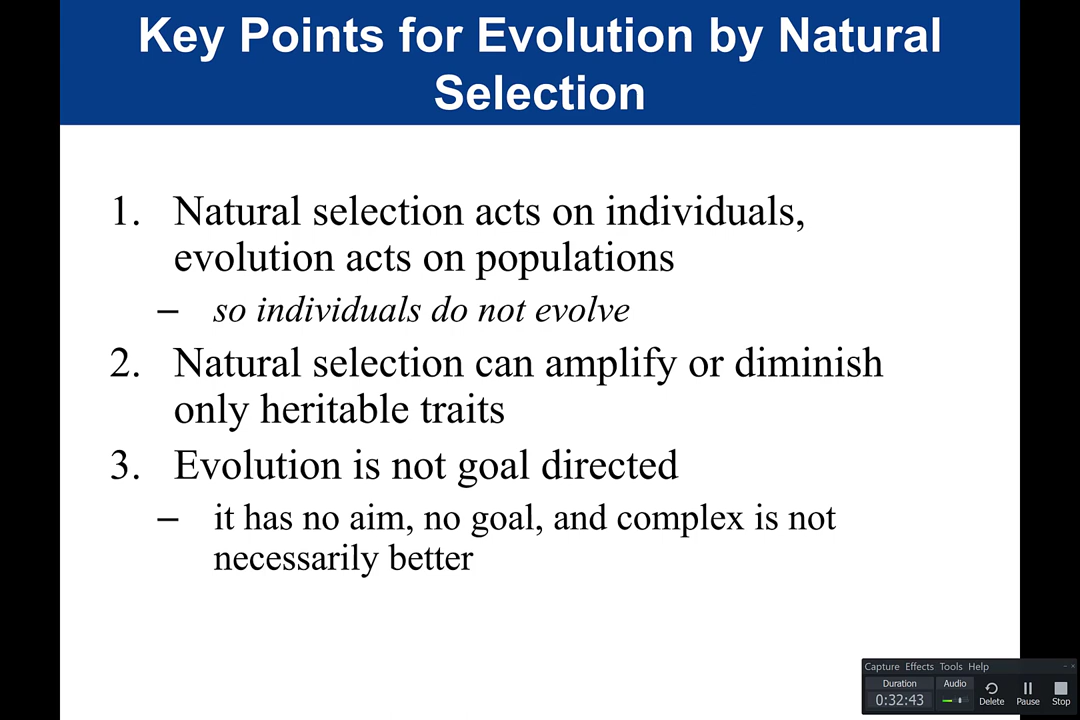 Key Points for Evolution by Natural
Selection
1. Natural selection acts on individuals,
evolution acts on populations
– so individuals do not evolve
2. Natural selection can amplify or diminish
only heritable traits
3. Evolution is not goal directed
– it has no aim, no goal, and complex is not
necessarily better
Capture Effects Tools Help
Duration Audio
0:32:43 Delete Pause Stop